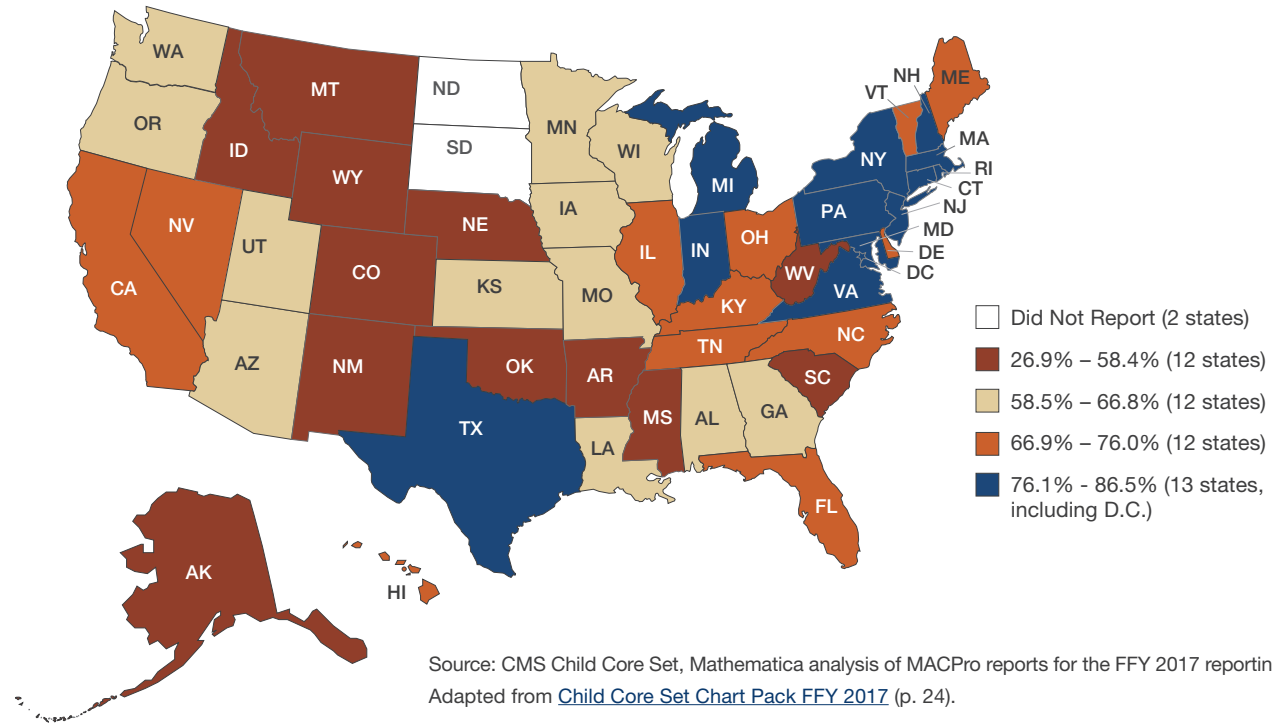 WA
MT
ND
OR
ID
SD
MN
WI
MI
NY
VT
NH
ME
MA
RI
CT
NJ
MD
DE
DC
WY
NE
IA
PA
NV
UT
CO
KS
MO
IL
IN
OH
WV
VA
KY
CA
AZ
NM
OK
AR
TN
NC
SC
MS
AL
GA
TX
LA
FL
AK
HI
Did Not Report (2 states)
26.9% – 58.4% (12 states)
58.5% – 66.8% (12 states)
66.9% – 76.0% (12 states)
76.1% - 86.5% (13 states,
including D.C.)
Source: CMS Child Core Set, Mathematica analysis of MACPro reports for the FFY 2017 reportin
Adapted from Child Core Set Chart Pack FFY 2017 (p. 24).